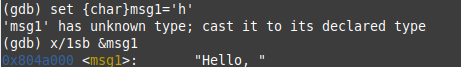 (gdb) set {char}msg1='h'
'msg1' has unknown type; cast it to its declared type
(gdb) x/1sb &msg1
0x804a000 <msg1>:	"Hello, "